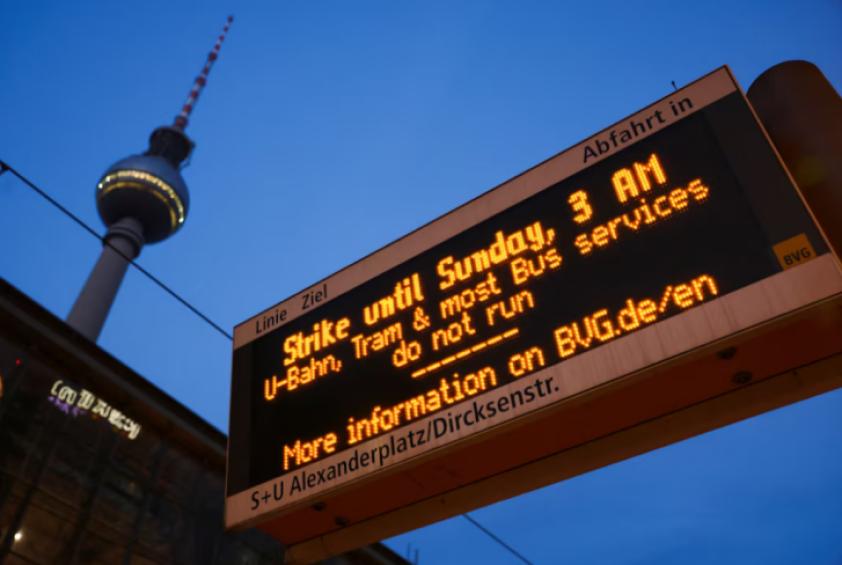 Abfahrt in
Linie Ziel
Strike until Sunday, 3 AM
U-Bahn, Tram & most Bus services
do not run
-------
More information on BVG.de/en
BVG
S+U Alexanderplatz/Dircksenstr.